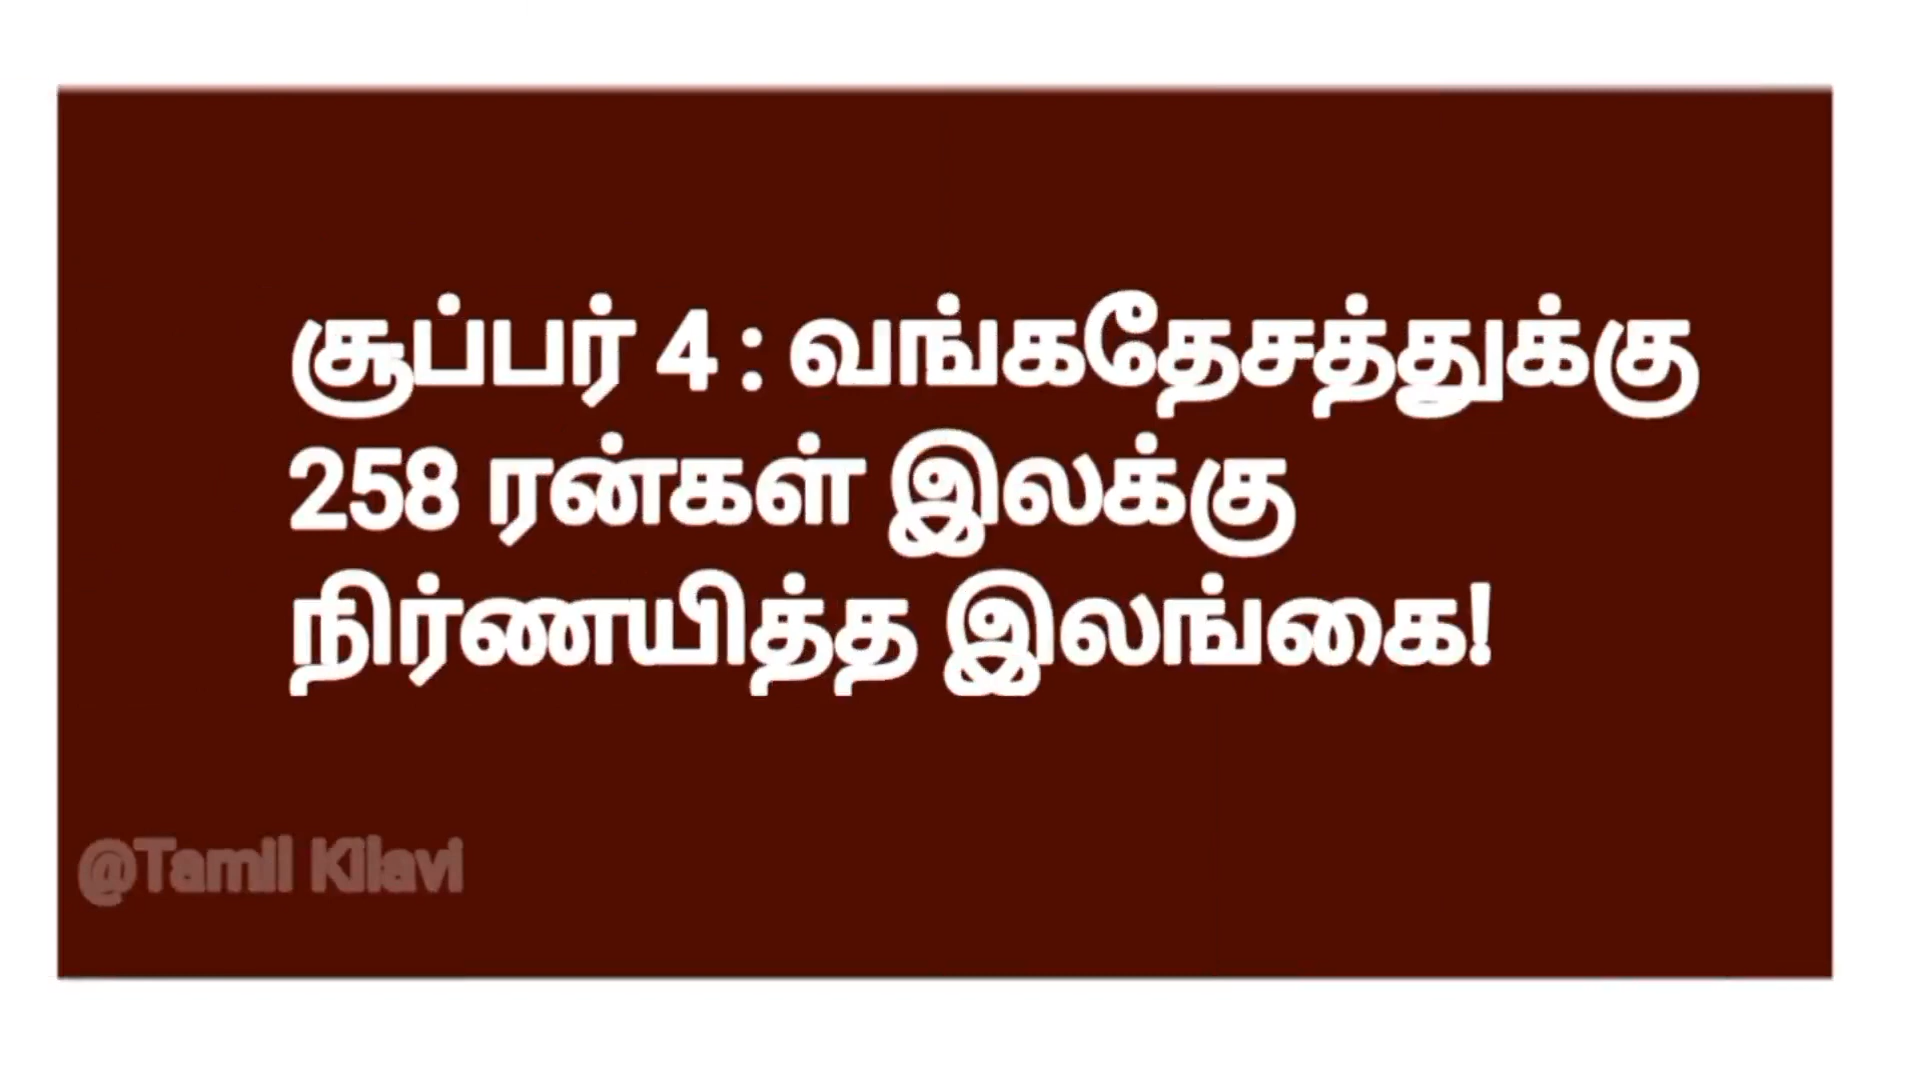 சூப்பர் 4 : வங்கதேசத்துக்கு
258 ரன்கள் இலக்கு
நிர்ணயித்த இலங்கை!
@Tamil Kilavi